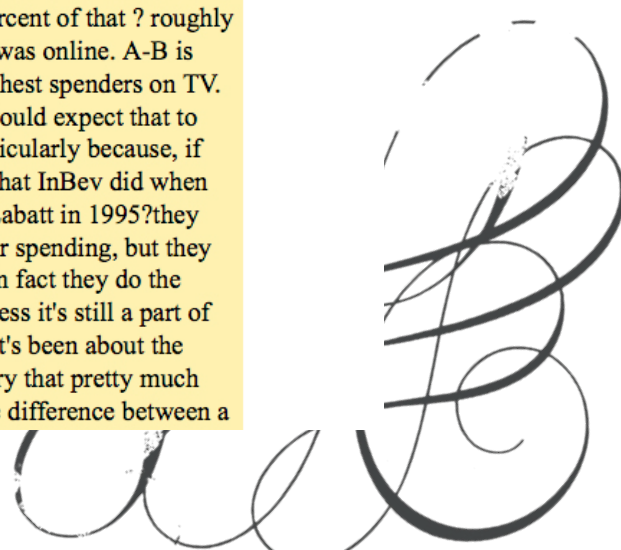 rcent of that ? roughly
was online. A-B is
hest spenders on TV.
ould expect that to
icularly because, if
hat InBev did when
abatt in 1995?they
r spending, but they
n fact they do the
ess it's still a part of
t's been about the
ry that pretty much
difference between a